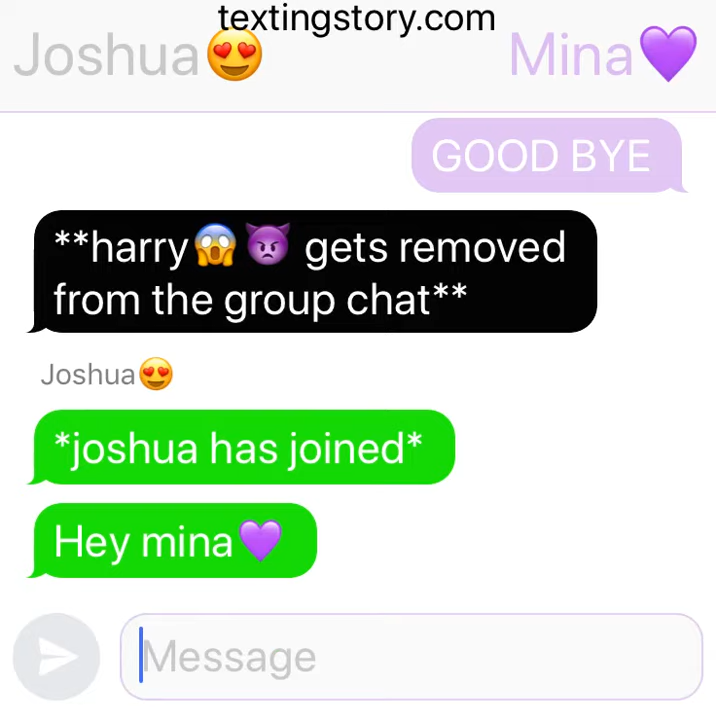 textingstory.com
Joshua😍 Mina💜
GOOD BYE
**harry😱👿 gets removed
from the group chat**
Joshua😍
*joshua has joined*
Hey mina💜
Message